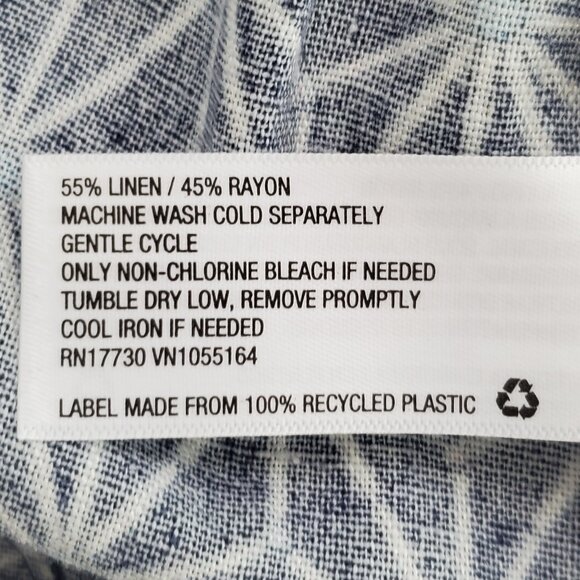 55% LINEN / 45% RAYON
MACHINE WASH COLD SEPARATELY
GENTLE CYCLE
ONLY NON-CHLORINE BLEACH IF NEEDED
TUMBLE DRY LOW, REMOVE PROMPTLY
COOL IRON IF NEEDED
RN17730 VN1055164
LABEL MADE FROM 100% RECYCLED PLASTIC